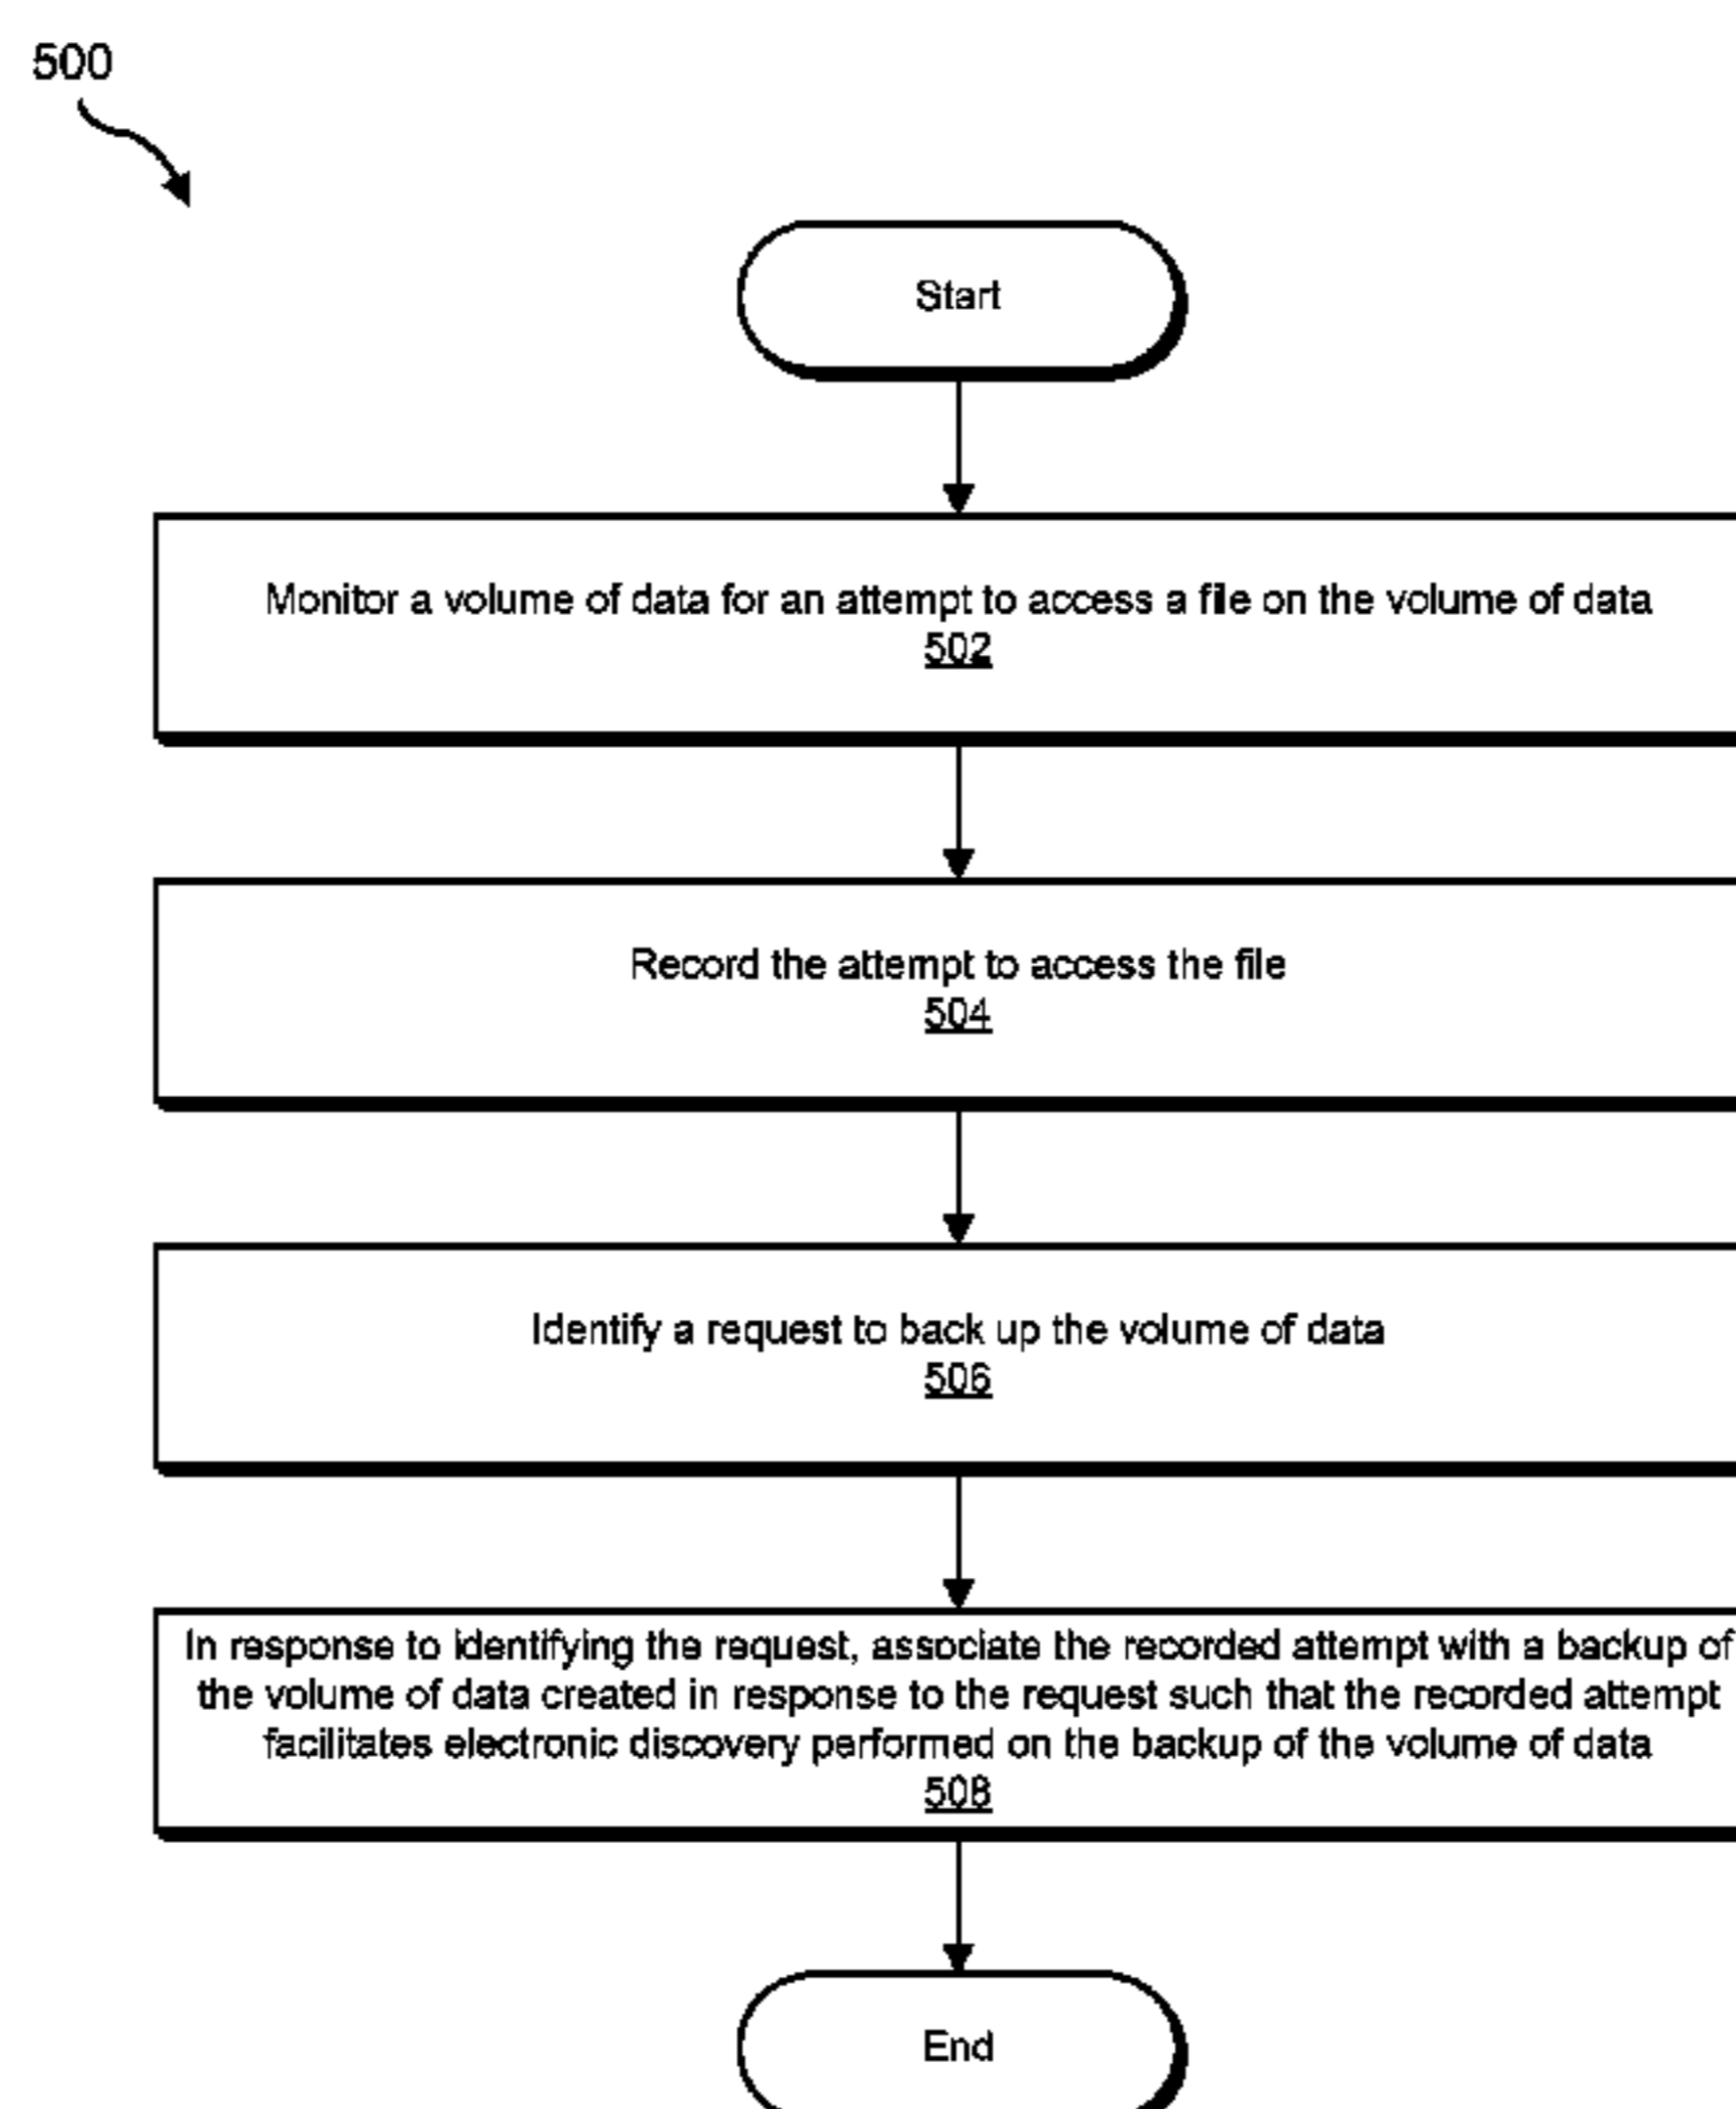 500
Start
Monitor a volume of data for an attempt to access a file on the volume of data
502
Record the attempt to access the file
504
Identify a request to back up the volume of data
506
In response to identifying the request, associate the recorded attempt with a backup of
the volume of data created in response to the request such that the recorded attempt
facilitates electronic discovery performed on the backup of the volume of data
508
End